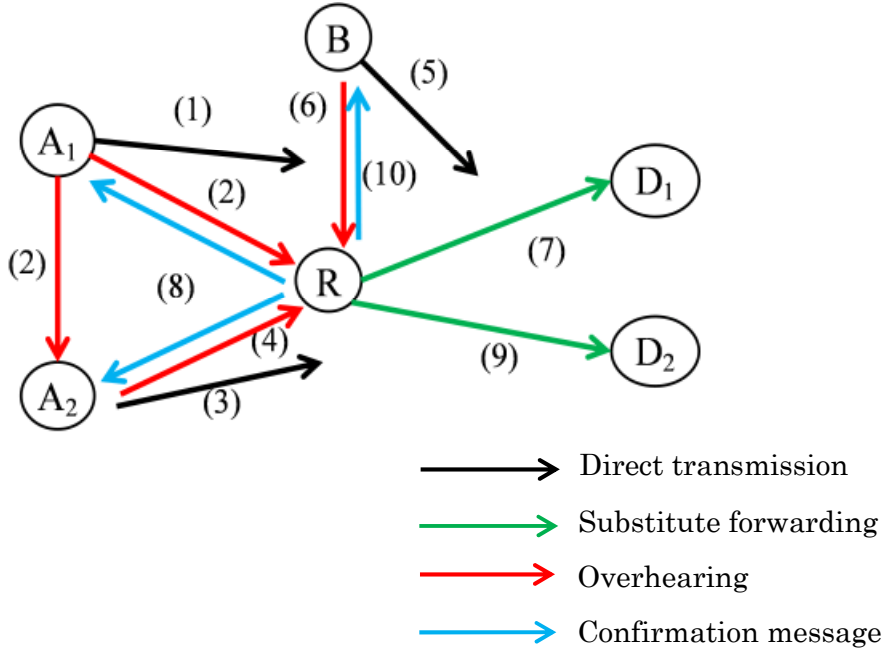 B
(5)
(1)
(6)
A₁
(2)
(10)
D₁
(2)
(7)
(8)
R
(4)
(9)
D₂
A₂
(3)
Direct transmission
Substitute forwarding
Overhearing
Confirmation message